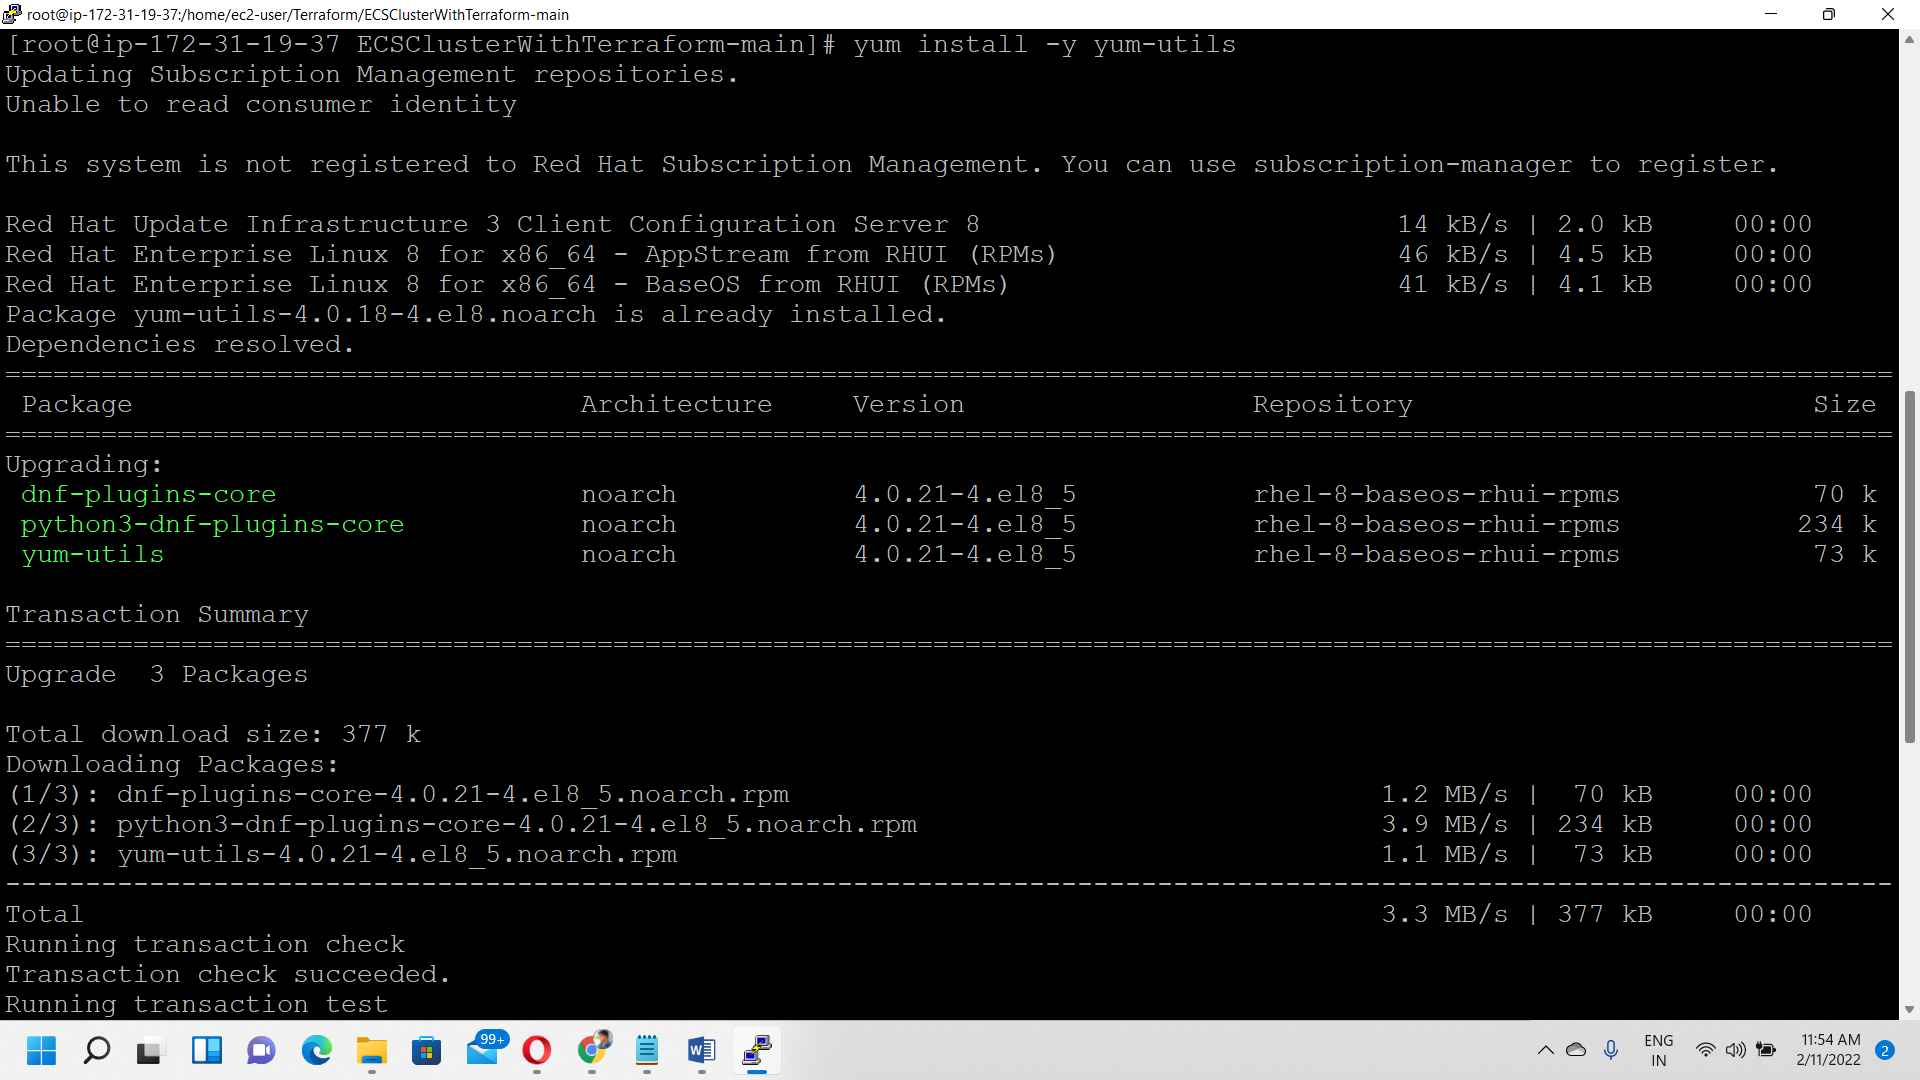 root@ip-172-31-19-37:/home/ec2-user/Terraform/ECSClusterWithTerraform-main
[root@ip-172-31-19-37 ECSClusterWithTerraform-main]# yum install -y yum-utils
Updating Subscription Management repositories.
Unable to read consumer identity
This system is not registered to Red Hat Subscription Management. You can use subscription-manager to register.
Red Hat Update Infrastructure 3 Client Configuration Server 8 14 kB/s | 2.0 kB 00:00
Red Hat Enterprise Linux 8 for x86_64 - AppStream from RHUI (RPMs) 46 kB/s | 4.5 kB 00:00
Red Hat Enterprise Linux 8 for x86_64 - BaseOS from RHUI (RPMs) 41 kB/s | 4.1 kB 00:00
Package yum-utils-4.0.18-4.el8.noarch is already installed.
Dependencies resolved.
Package Architecture Version Repository Size
Upgrading:
dnf-plugins-core noarch 4.0.21-4.el8_5 rhel-8-baseos-rhui-rpms 70 k
python3-dnf-plugins-core noarch 4.0.21-4.el8_5 rhel-8-baseos-rhui-rpms 234 k
yum-utils noarch 4.0.21-4.el8_5 rhel-8-baseos-rhui-rpms 73 k
Transaction Summary
Upgrade 3 Packages
Total download size: 377 k
Downloading Packages:
(1/3): dnf-plugins-core-4.0.21-4.el8_5.noarch.rpm 1.2 MB/s | 70 kB 00:00
(2/3): python3-dnf-plugins-core-4.0.21-4.el8_5.noarch.rpm 3.9 MB/s | 234 kB 00:00
(3/3): yum-utils-4.0.21-4.el8_5.noarch.rpm 1.1 MB/s | 73 kB 00:00
Total 3.3 MB/s | 377 kB 00:00
Running transaction check
Transaction check succeeded.
Running transaction test
99+
ENG
IN
11:54 AM
2/11/2022
2